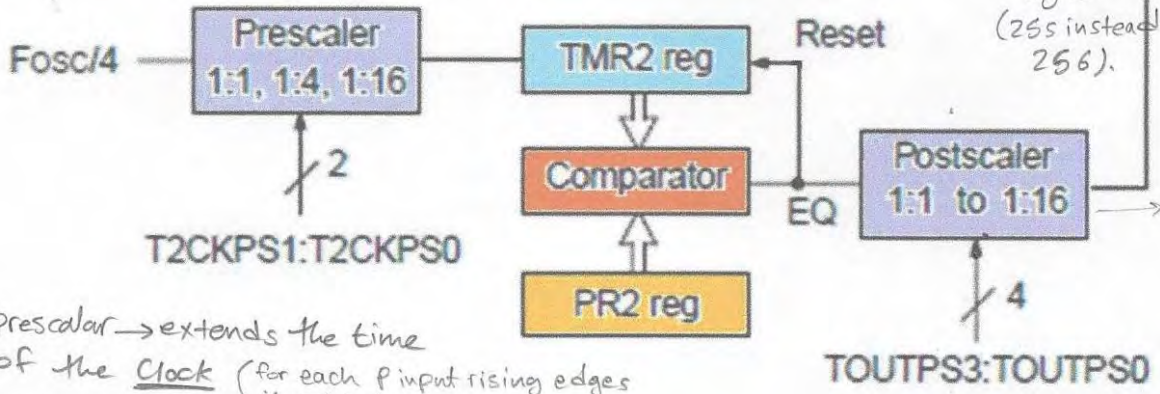 (25s instead
256).
Fosc/4
Prescaler
1:1, 1:4, 1:16
TMR2 reg
Reset
2
T2CKPS1:T2CKPS0
Comparator
EQ
Postscaler
1:1 to 1:16
PR2 reg
4
TOUTPS3:TOUTPS0
prescalar → extends the time
of the Clock (for each P input rising edges